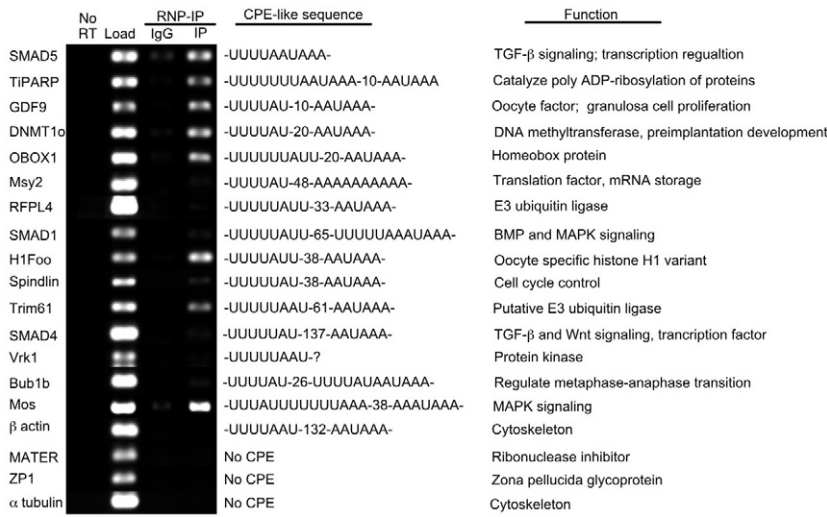 No RT Load RNP-IP IgG IP CPE-like sequence Function
SMAD5 -UUUUAAUAAA- TGF-β signaling; transcription regualtion
TiPARP -UUUUUUUAAUAAA-10-AAUAAA Catalyze poly ADP-ribosylation of proteins
GDF9 -UUUUAU-10-AAUAAA- Oocyte factor; granulosa cell proliferation
DNMT1o -UUUUAU-20-AAUAAA- DNA methyltransferase, preimplantation development
OBOX1 -UUUUUUAUU-20-AAUAAA- Homeobox protein
Msy2 -UUUUAU-48-AAAAAAAAAA- Translation factor, mRNA storage
RFPL4 -UUUUUAUU-33-AAUAAA- E3 ubiquitin ligase
SMAD1 -UUUUUAUU-65-UUUUUAAAUAAA- BMP and MAPK signaling
H1Foo -UUUUAUU-38-AAUAAA- Oocyte specific histone H1 variant
Spindlin -UUUUAU-38-AAUAAA- Cell cycle control
Trim61 -UUUUUAAU-61-AAUAAA- Putative E3 ubiquitin ligase
SMAD4 -UUUUUAU-137-AAUAAA- TGF-β and Wnt signaling, trancription factor
Vrk1 -UUUUUAAU-? Protein kinase
Bub1b -UUUUAU-26-UUUUAUAAUAAA- Regulate metaphase-anaphase transition
Mos -UUUAUUUUUUUAAA-38-AAAUAAA- MAPK signaling
β actin -UUUUAAU-132-AAUAAA- Cytoskeleton
MATER No CPE Ribonuclease inhibitor
ZP1 No CPE Zona pellucida glycoprotein
α tubulin No CPE Cytoskeleton